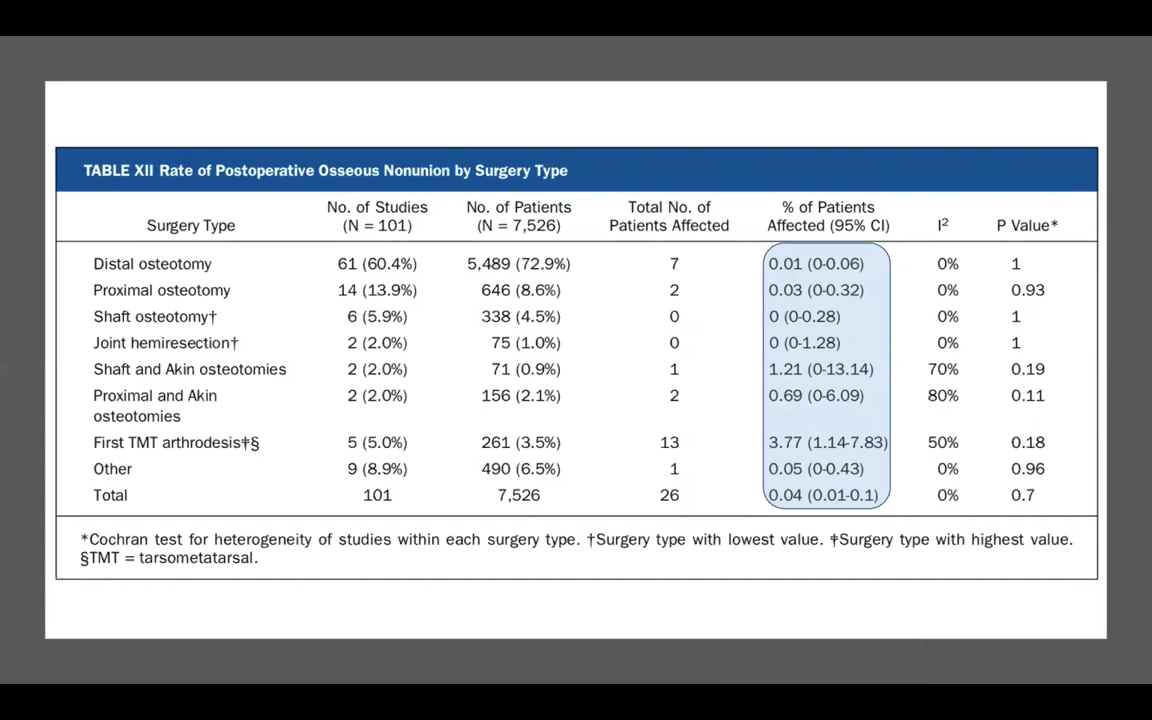 TABLE XII Rate of Postoperative Osseous Nonunion by Surgery Type
Surgery Type No. of Studies (N = 101) No. of Patients (N = 7,526) Total No. of Patients Affected % of Patients Affected (95% CI) I² P Value*
Distal osteotomy 61 (60.4%) 5,489 (72.9%) 7 0.01 (0-0.06) 0% 1
Proximal osteotomy 14 (13.9%) 646 (8.6%) 2 0.03 (0-0.32) 0% 0.93
Shaft osteotomy† 6 (5.9%) 338 (4.5%) 0 0 (0-0.28) 0% 1
Joint hemiresection† 2 (2.0%) 75 (1.0%) 0 0 (0-1.28) 0% 1
Shaft and Akin osteotomies 2 (2.0%) 71 (0.9%) 1 1.21 (0-13.14) 70% 0.19
Proximal and Akin 2 (2.0%) 156 (2.1%) 2 0.69 (0-6.09) 80% 0.11
osteotomies
First TMT arthrodesis‡§ 5 (5.0%) 261 (3.5%) 13 3.77 (1.14-7.83) 50% 0.18
Other 9 (8.9%) 490 (6.5%) 1 0.05 (0-0.43) 0% 0.96
Total 101 7,526 26 0.04 (0.01-0.1) 0% 0.7
*Cochran test for heterogeneity of studies within each surgery type. †Surgery type with lowest value. ‡Surgery type with highest value.
§TMT = tarsometatarsal.